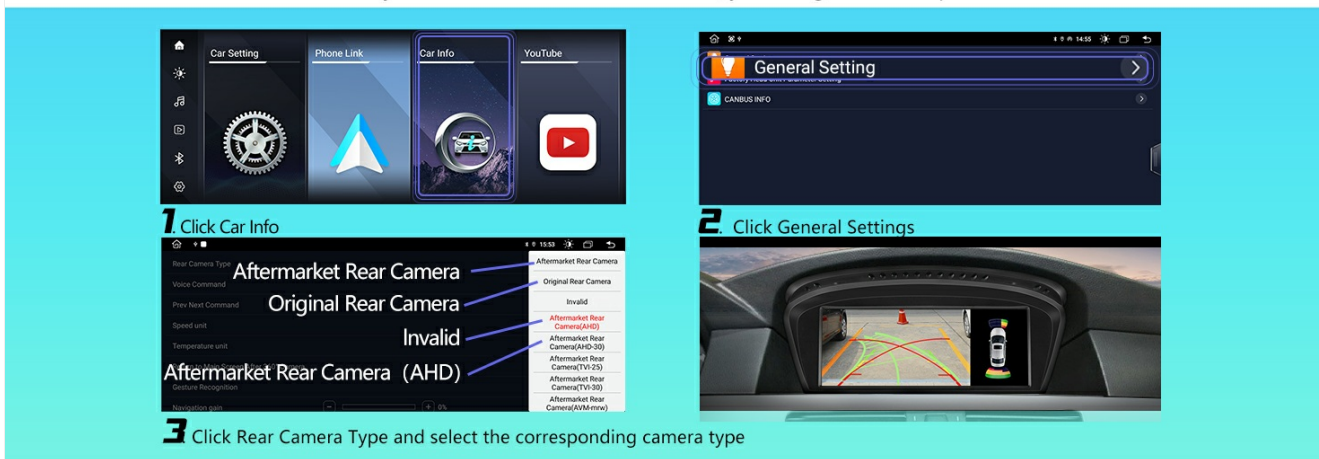 Car Setting
Phone Link
Car Info
YouTube
1. Click Car Info
14:55
General Setting
CANBUS INFO
2. Click General Settings
15:53
Rear Camera Type
Voice Command
Prev Next Command
Speed unit
Temperature unit
Gesture Recognition
Navigation gain
0%
Aftermarket Rear Camera
Original Rear Camera
Invalid
Aftermarket Rear Camera (AHD)
Aftermarket Rear Camera
Original Rear Camera
Invalid
Aftermarket Rear
Camera(AHD)
Aftermarket Rear
Camera(AHD-30)
Aftermarket Rear
Camera(TVI-25)
Aftermarket Rear
Camera(TVI-30)
Aftermarket Rear
Camera(AVM-mrw)
3 Click Rear Camera Type and select the corresponding camera type